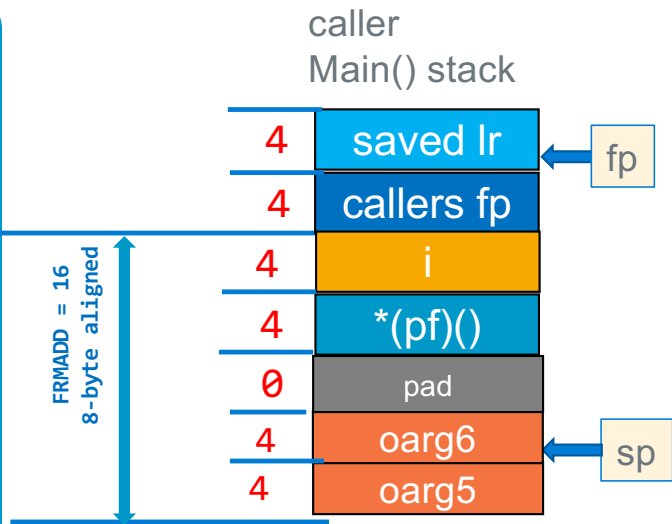 caller
Main() stack
4
saved lr
fp
4
callers fp
4
i
4
*(pf)()
0
pad
4
oarg6
sp
4
oarg5
FRMADD = 16
8-byte aligned